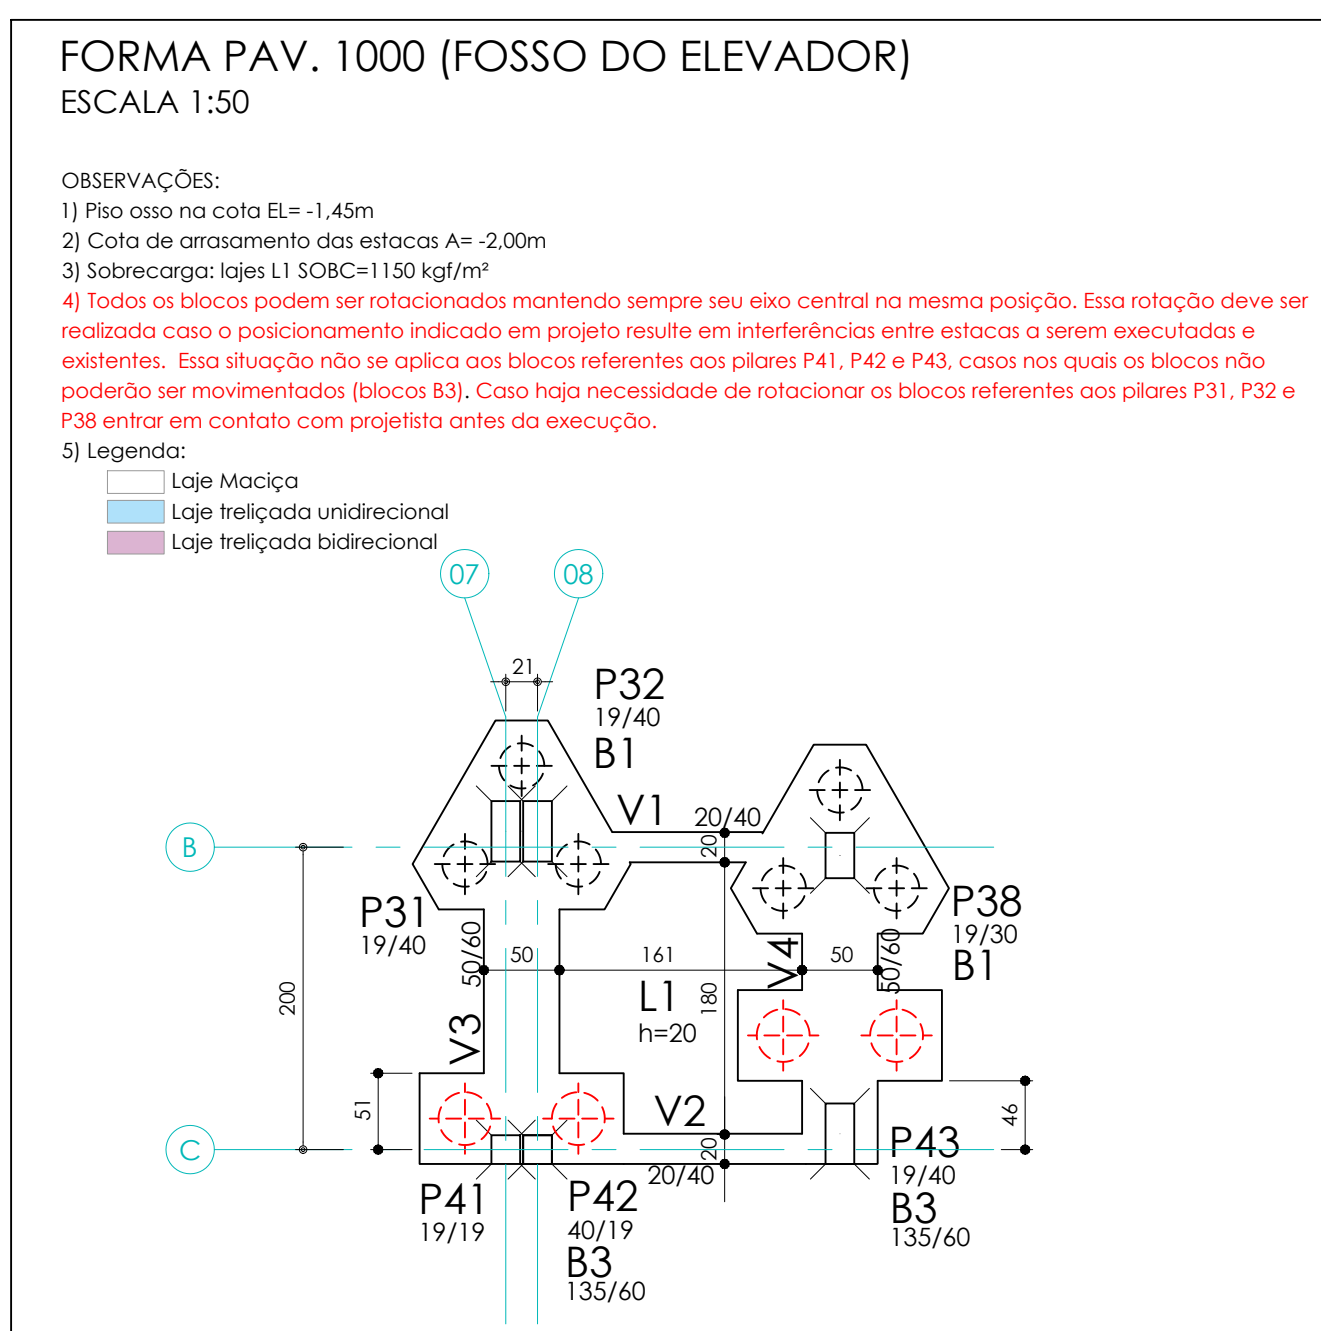 FORMA PAV. 1000 (FOSSO DO ELEVADOR)
ESCALA 1:50
OBSERVAÇÕES:
1) Piso osso na cota EL= -1,45m
2) Cota de arrasamento das estacas A= -2,00m
3) Sobrecarga: lajes L1 SOBC=1150 kgf/m²
4) Todos os blocos podem ser rotacionados mantendo sempre seu eixo central na mesma posição. Essa rotação deve ser
realizada caso o posicionamento indicado em projeto resulte em interferências entre estacas a serem executadas e
existentes.  Essa situação não se aplica aos blocos referentes aos pilares P41, P42 e P43, casos nos quais os blocos não
poderão ser movimentados (blocos B3). Caso haja necessidade de rotacionar os blocos referentes aos pilares P31, P32 e
P38 entrar em contato com projetista antes da execução.
5) Legenda:
Laje Maciça
Laje treliçada unidirecional
Laje treliçada bidirecional
07
08
21
P32
19/40
B1
V1
20/40
20
B
P31
19/40
50/60
50
161
V4
50
50/60
P38
19/30
B1
200
L1
h=20
180
V3
51
V2
46
C
20
20/40
P41
19/19
P42
40/19
B3
135/60
P43
19/40
B3
135/60